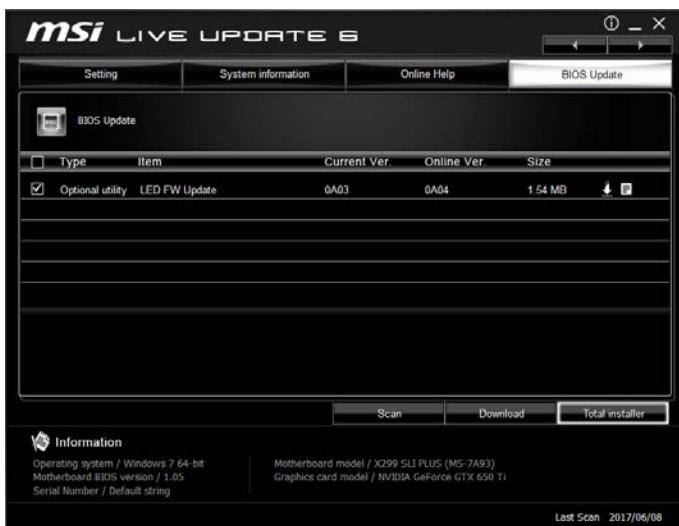 msi LIVE UPDATE 6
Setting System information Online Help BIOS Update
BIOS Update
Type Item Current Ver. Online Ver. Size
Optional utility LED FW Update 0A03 0A04 1.54 MB
Scan Download Total installer
Information
Operating system / Windows 7 64-bit Motherboard model / X299 SLI PLUS (MS-7A93)
Motherboard BIOS version / 1.05 Graphics card model / NVIDIA GeForce GTX 650 Ti
Serial Number / Default string
Last Scan 2017/06/08